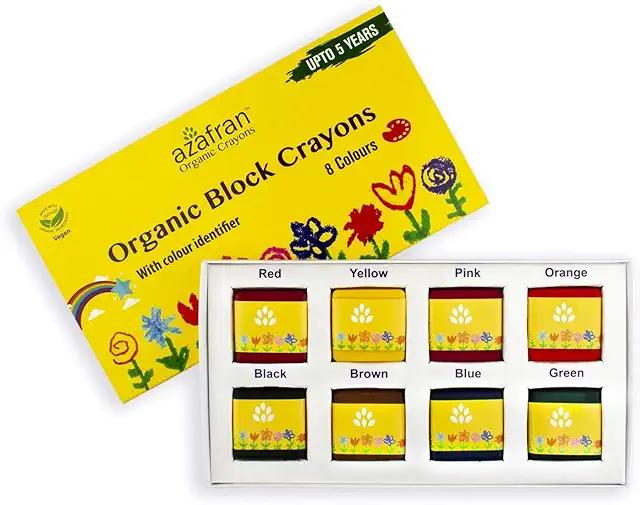 UPTO 5 YEARS
azafran™
Organic Crayons
Organic Block Crayons
8 Colours
With colour identifier
Vegan
Red Yellow Pink Orange
Black Brown Blue Green